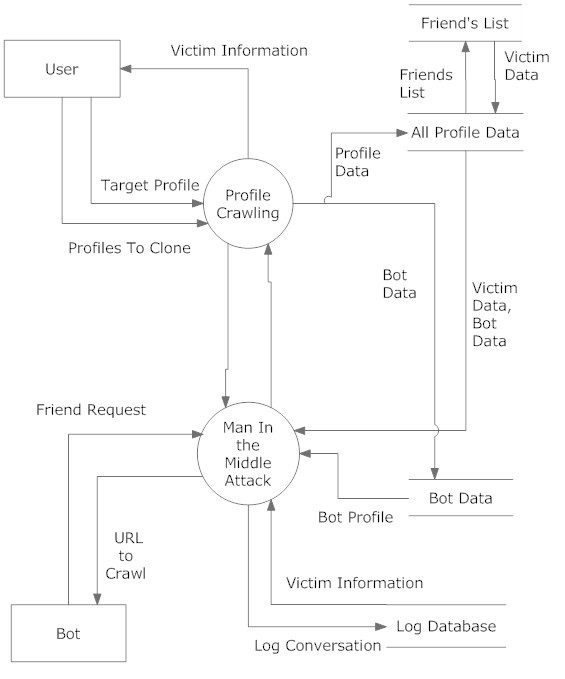 Friend's List
Victim Information
User
Friends
List
Victim
Data
All Profile Data
Profile
Data
Target Profile
Profile
Crawling
Profiles To Clone
Bot
Data
Victim
Data,
Bot
Data
Friend Request
Man In
the
Middle
Attack
Bot Data
Bot Profile
URL
to
Crawl
Victim Information
Bot
Log Database
Log Conversation